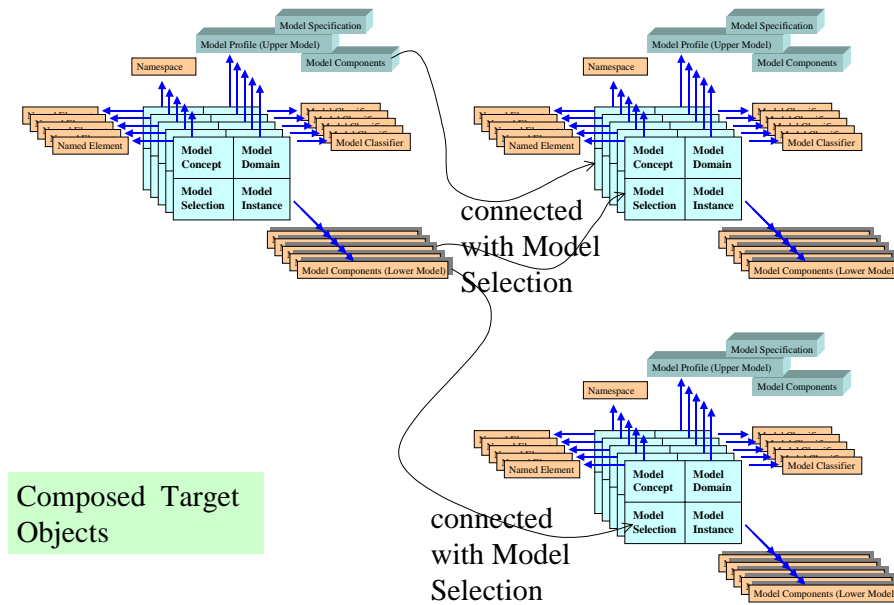 Model Specification
Model Profile (Upper Model)
Model Components
Namespace
Named Element
Model Classifier
Model Concept
Model Domain
Model Selection
Model Instance
Model Components (Lower Model)
connected
with Model
Selection
Model Specification
Model Profile (Upper Model)
Model Components
Namespace
Named Element
Model Classifier
Model Concept
Model Domain
Model Selection
Model Instance
Model Components (Lower Model)
Model Specification
Model Profile (Upper Model)
Model Components
Namespace
Named Element
Model Classifier
Model Concept
Model Domain
Model Selection
Model Instance
Model Components (Lower Model)
connected
with Model
Selection
Composed Target
Objects